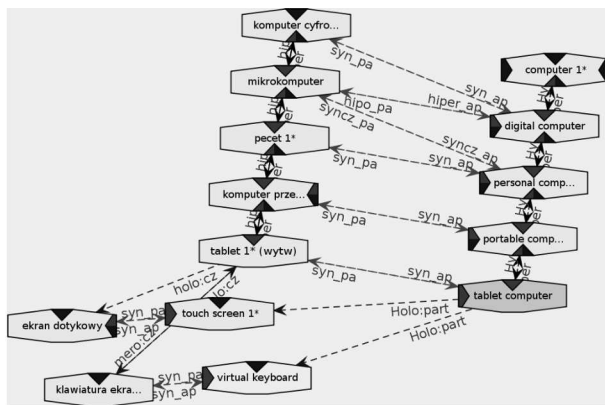 komputer cyfro...
syn_pa
computer 1*
mikrokomputer
syn_ap
hipo_pa
hiper_ap
syncz_pa
digital computer
pecet 1*
syn_pa
syncz_ap
syn_ap
personal comp...
komputer prze...
syn_pa
syn_ap
portable comp...
tablet 1* (wytw)
syn_pa
syn_ap
holo:cz
tablet computer
touch screen 1*
syn_pa
ekran dotykowy
syn_ap
Holo:part
mero:cz
Holo:part
syn_pa
virtual keyboard
klawiatura ekra...
syn_ap